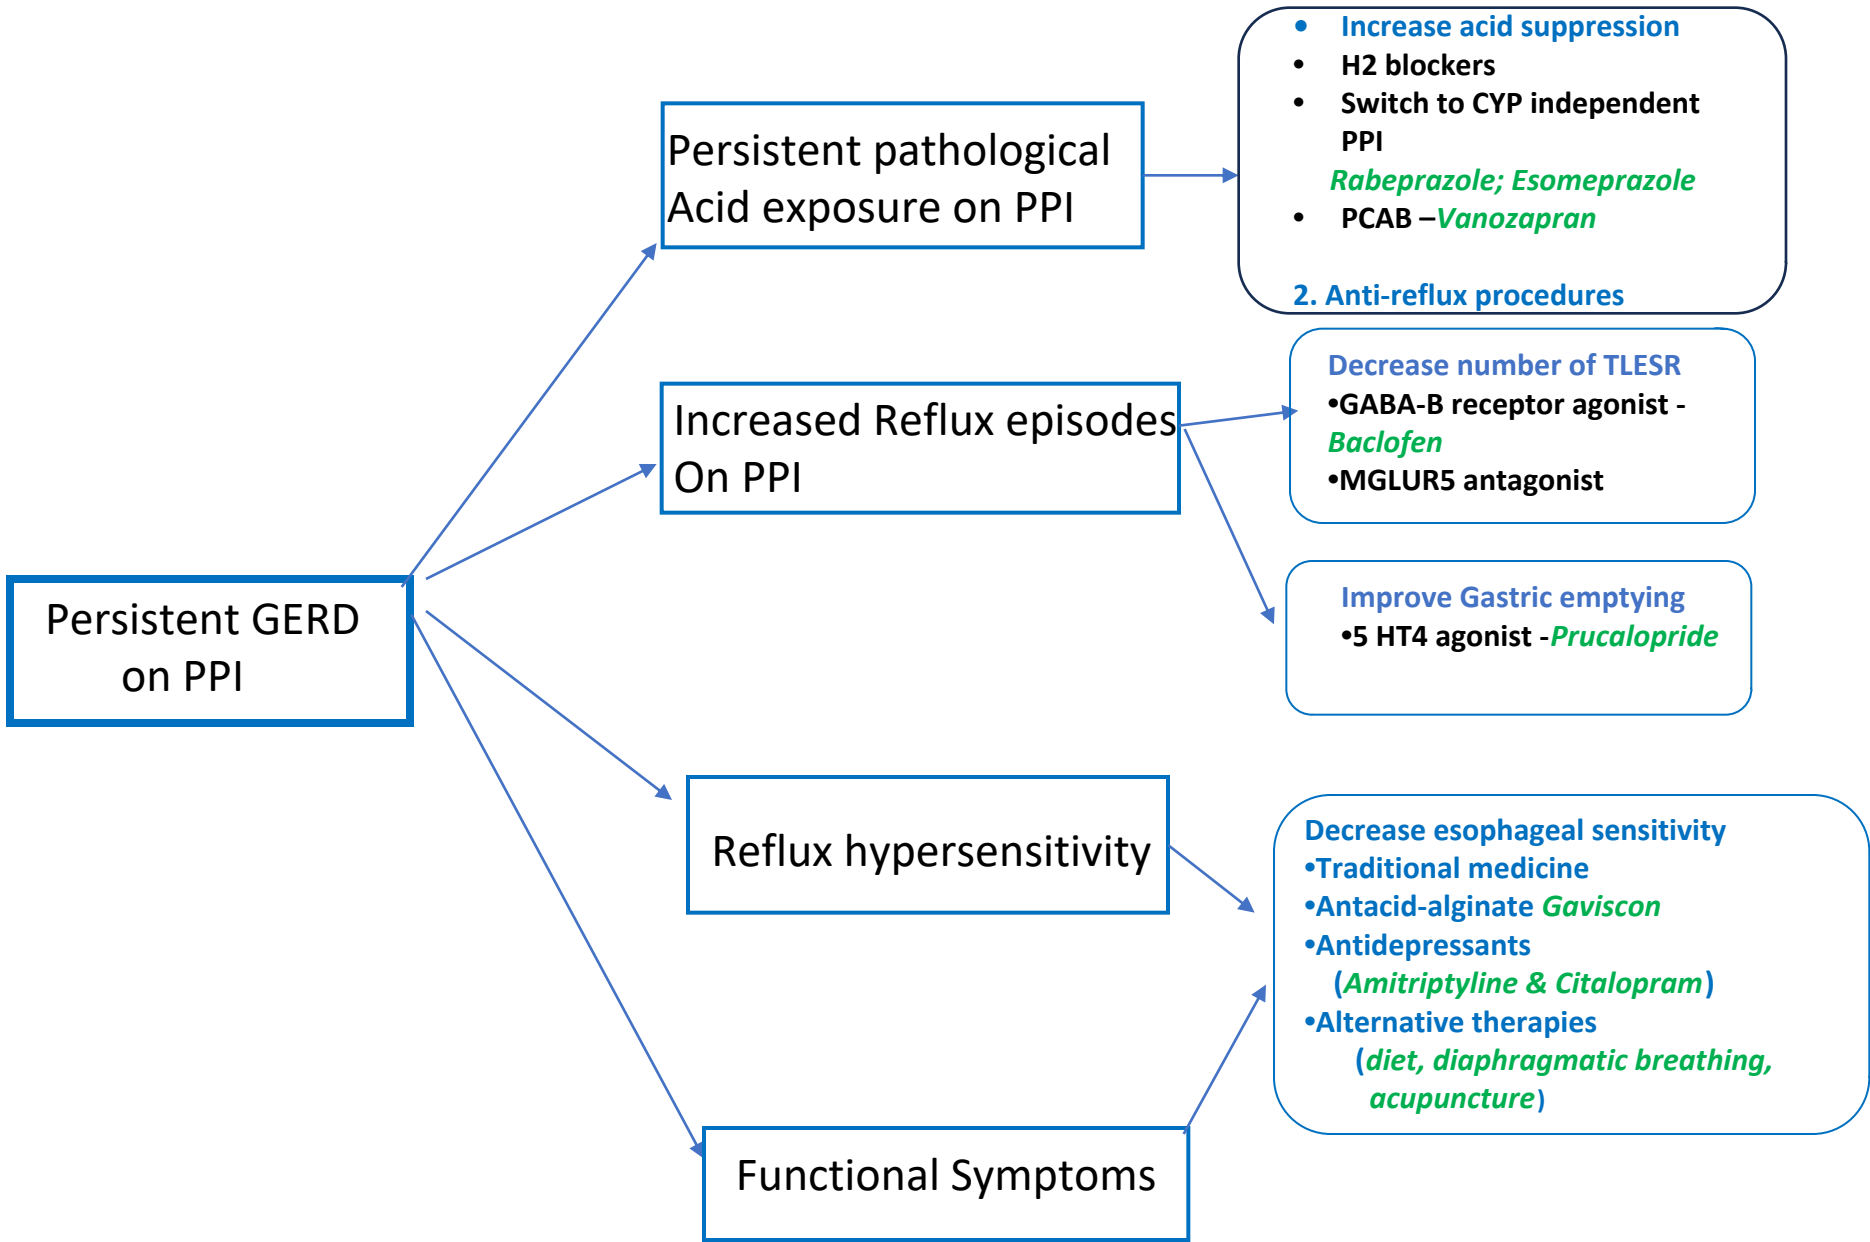 Persistent GERD
on PPI
Persistent pathological
Acid exposure on PPI
• Increase acid suppression
• H2 blockers
• Switch to CYP independent
PPI
Rabeprazole; Esomeprazole
• PCAB –Vanozapran
2. Anti-reflux procedures
Increased Reflux episodes
On PPI
Decrease number of TLESR
•GABA-B receptor agonist -
Baclofen
•MGLUR5 antagonist
Improve Gastric emptying
•5 HT4 agonist -Prucalopride
Reflux hypersensitivity
Decrease esophageal sensitivity
•Traditional medicine
•Antacid-alginate Gaviscon
•Antidepressants
(Amitriptyline & Citalopram)
•Alternative therapies
(diet, diaphragmatic breathing,
acupuncture)
Functional Symptoms